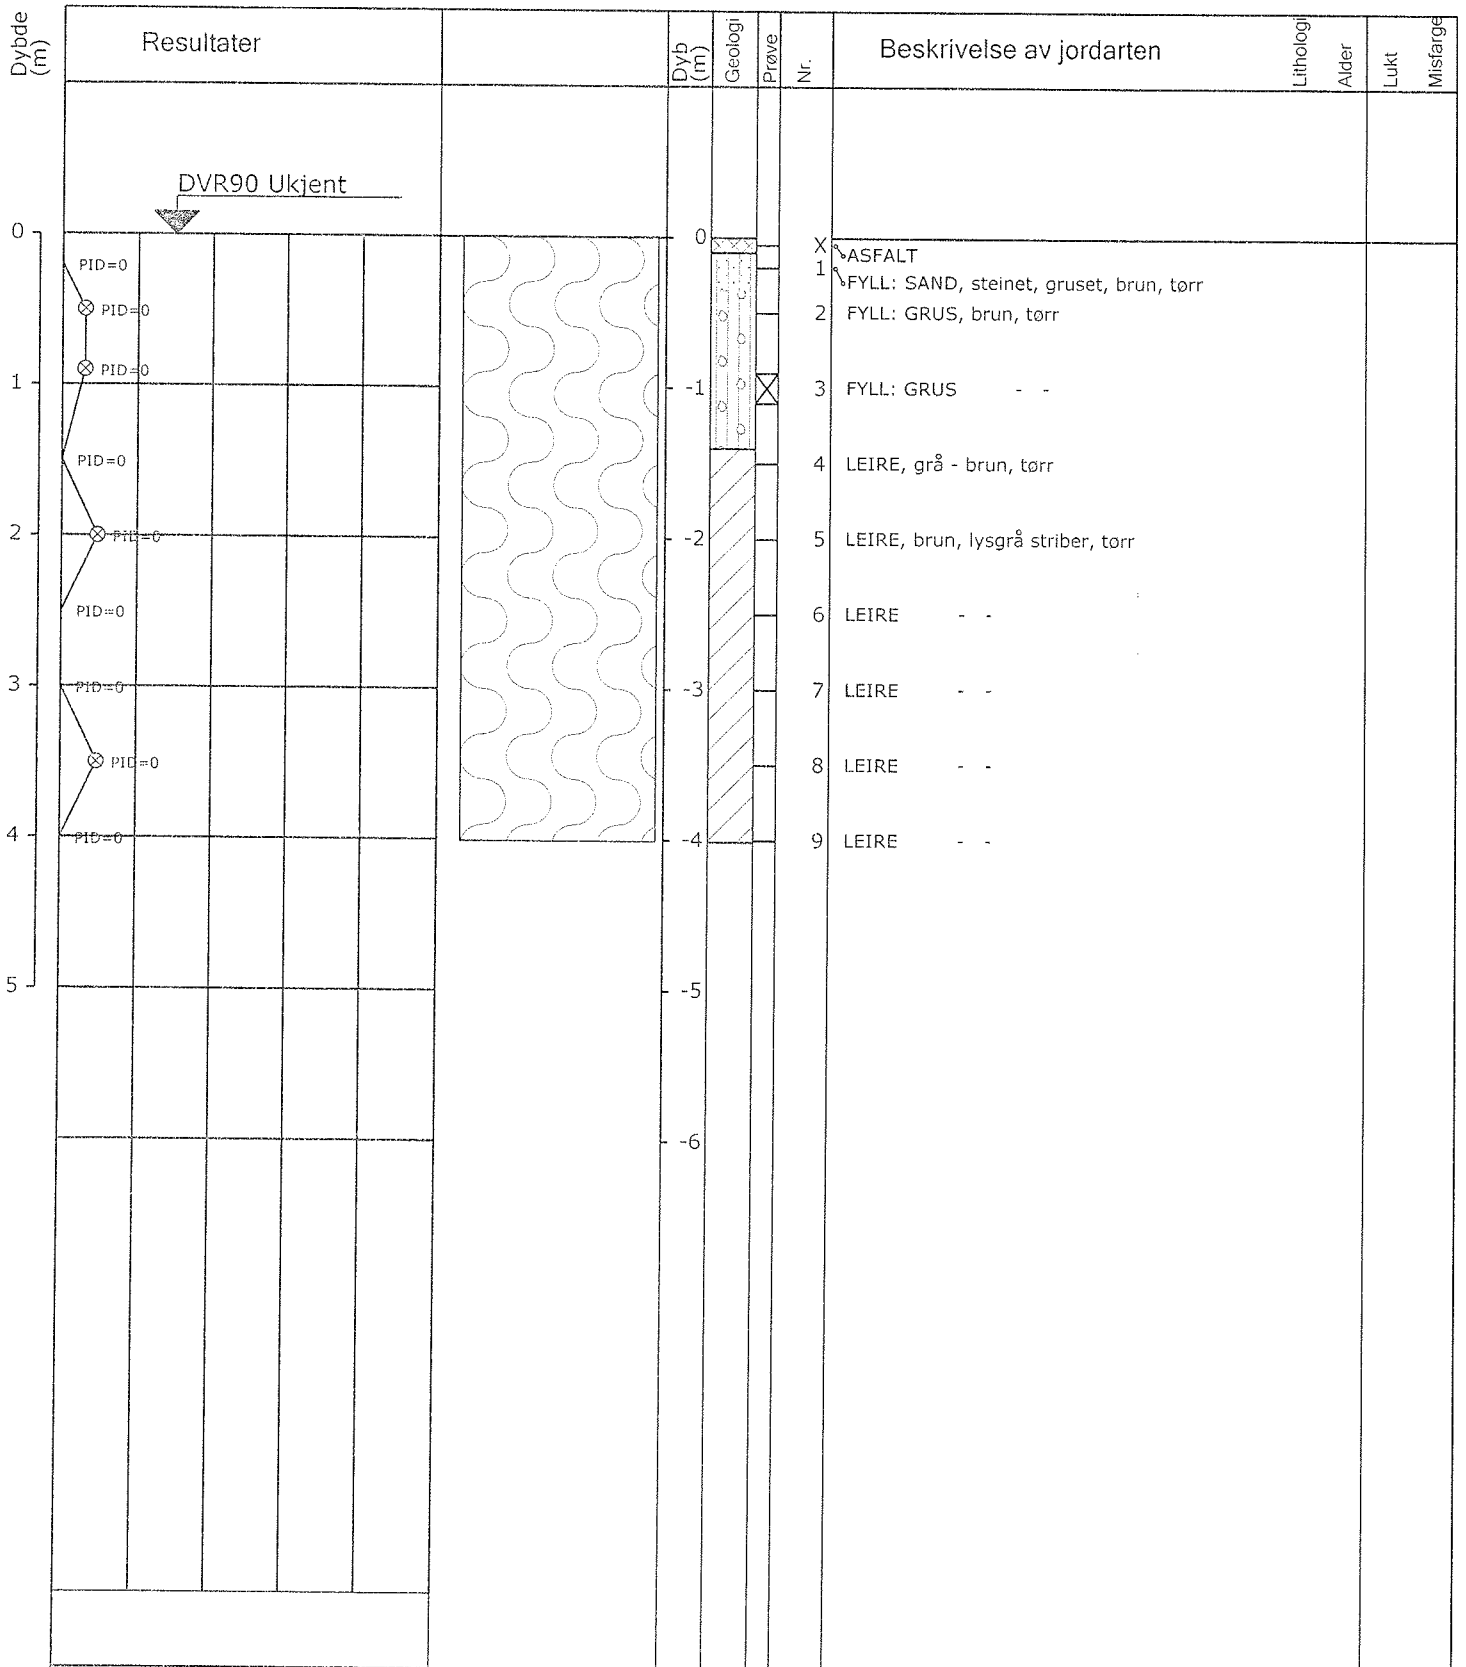 Dybde (m)
Resultater
Dyb (m)
Geologi
Prøve
Nr.
Beskrivelse av jordarten
Lithologi
Alder
Lukt
Misfarge
DVR90 Ukjent
0
PID=0
PID=0
PID=0
1
PID=0
2
PID=0
PID=0
3
PID=0
PID=0
4
PID=0
5
0
-1
-2
-3
-4
-5
-6
X ASFALT
1 FYLL: SAND, steinet, gruset, brun, tørr
2 FYLL: GRUS, brun, tørr
3 FYLL: GRUS - -
4 LEIRE, grå - brun, tørr
5 LEIRE, brun, lysgrå striber, tørr
6 LEIRE - -
7 LEIRE - -
8 LEIRE - -
9 LEIRE - -